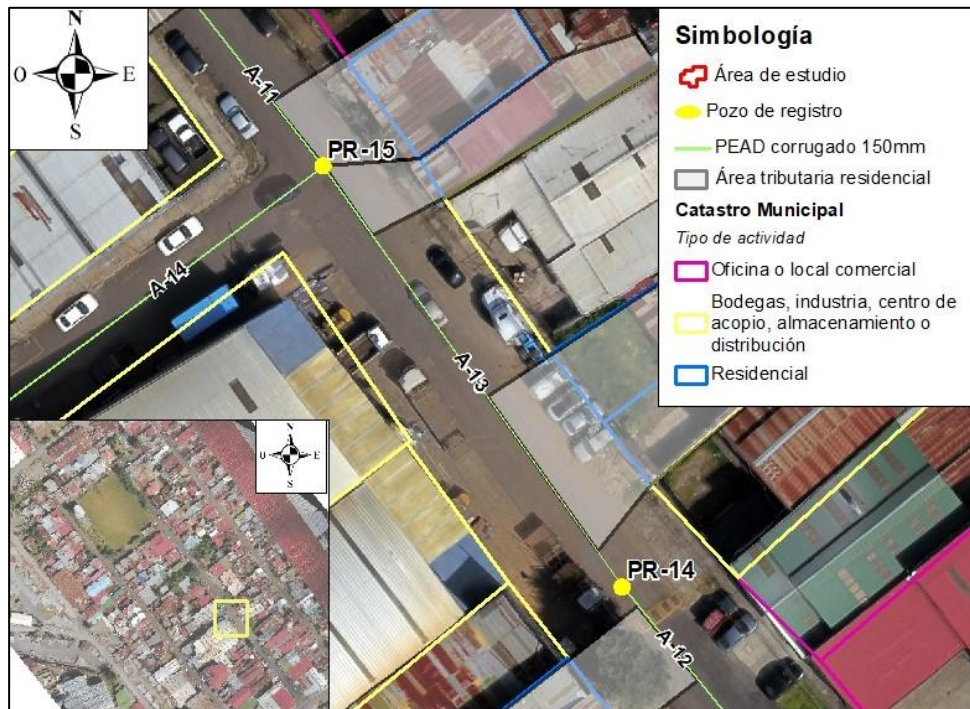 N
O
E
S
A-11
PR-15
A-14
A-13
PR-14
A-12
Simbología
Área de estudio
Pozo de registro
PEAD corrugado 150mm
Área tributaria residencial
Catastro Municipal
Tipo de actividad
Oficina o local comercial
Bodegas, industria, centro de
acopio, almacenamiento o
distribución
Residencial
N
O
E
S